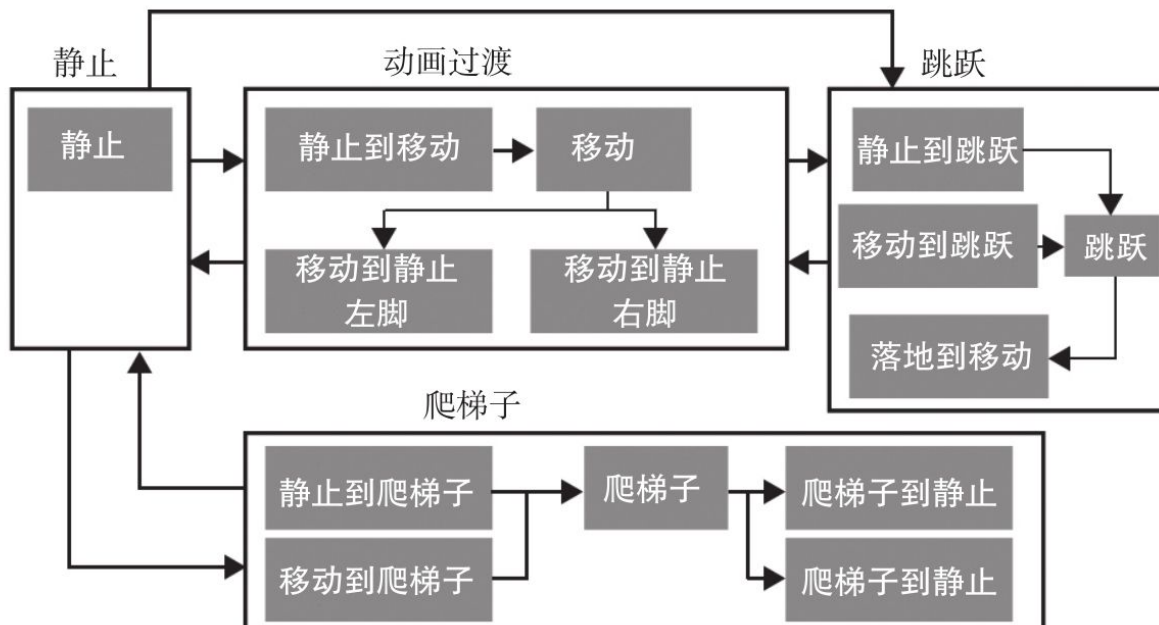 静止
动画过渡
跳跃
静止
静止到移动
移动
移动到静止
左脚
移动到静止
右脚
静止到跳跃
移动到跳跃
跳跃
落地到移动
爬梯子
静止到爬梯子
爬梯子
爬梯子到静止
移动到爬梯子
爬梯子到静止